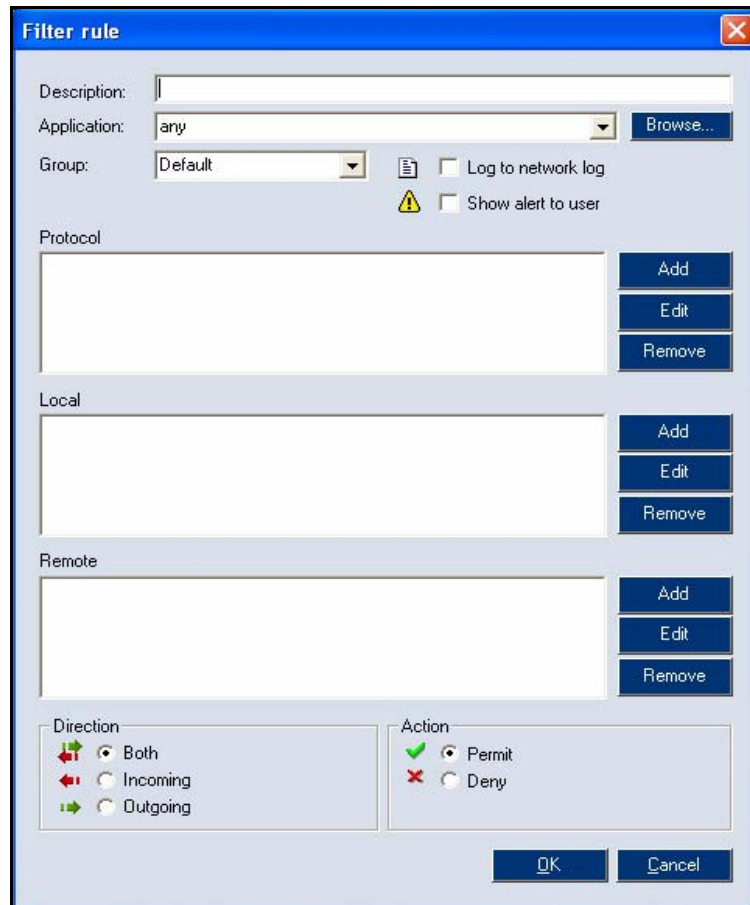 Filter rule
Description:
Application: any Browse...
Group: Default Log to network log
Show alert to user
Protocol
Add
Edit
Remove
Local
Add
Edit
Remove
Remote
Add
Edit
Remove
Direction
Both
Incoming
Outgoing
Action
Permit
Deny
OK Cancel